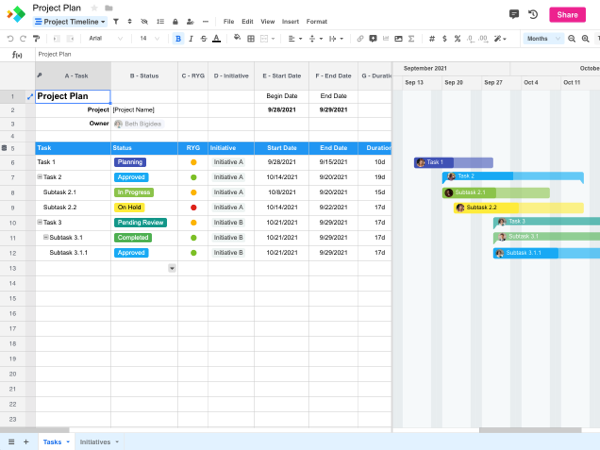 Project Plan
Project Timeline
File Edit View Insert Format
Share
Arial 14 B I S A
Months
f(x) Project Plan
A - Task B - Status C - RYG D - Initiative E - Start Date F - End Date G - Duratio
September 2021 Octobe
Sep 13 Sep 20 Sep 27 Oct 4 Oct 11
1 Project Plan Begin Date End Date
2 Project [Project Name] 9/28/2021 9/29/2021
3 Owner Beth Bigidea
4
5 Task Status RYG Initiative Start Date End Date Duration
6 Task 1 Planning Initiative A 9/28/2021 9/15/2021 10d Task 1
7 Task 2 Approved Initiative A 10/14/2021 9/20/2021 19d Task 2
8 Subtask 2.1 In Progress Initiative A 10/8/2021 9/20/2021 15d Subtask 2.1
9 Subtask 2.2 On Hold Initiative A 10/14/2021 9/22/2021 17d Subtask 2.2
10 Task 3 Pending Review Initiative B 10/21/2021 9/29/2021 17d Task 3
11 Subtask 3.1 Completed Initiative B 10/21/2021 9/29/2021 17d Subtask 3.1
12 Subtask 3.1.1 Approved Initiative B 10/21/2021 9/29/2021 17d Subtask 3.1.1
13
14
15
16
17
18
19
20
21
22
23
Tasks Initiatives